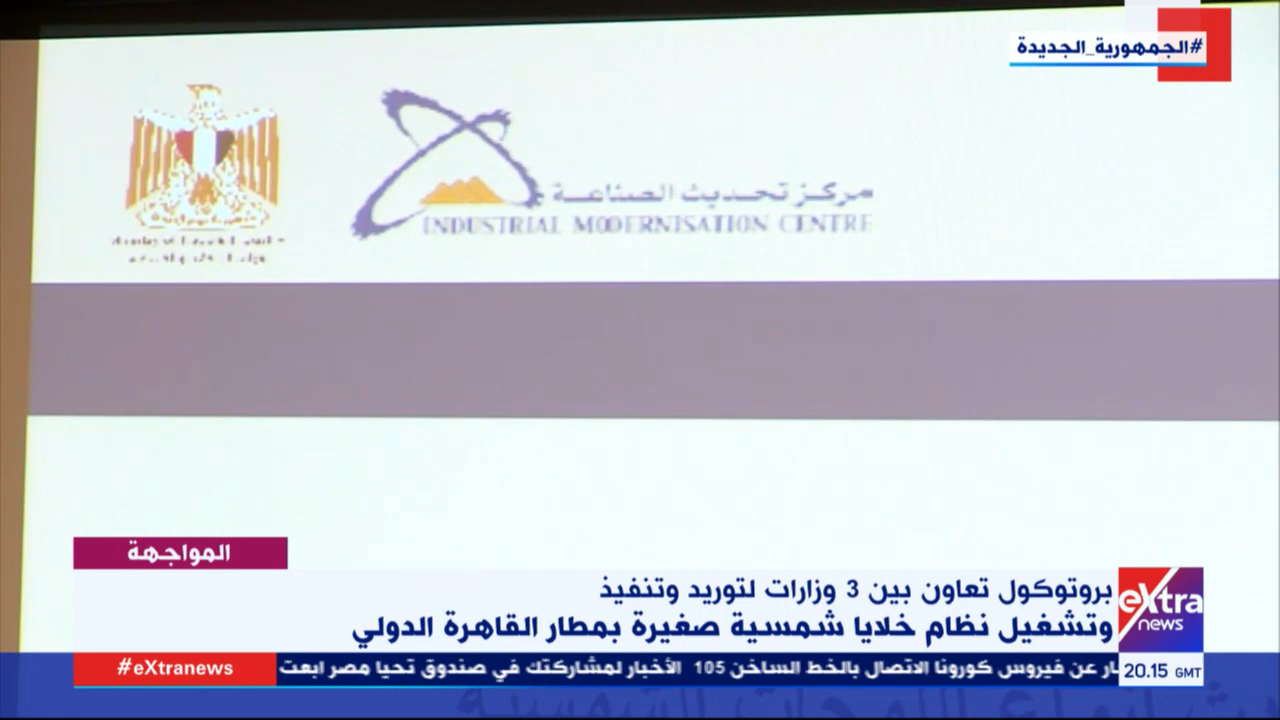 #الجمهورية_الجديدة
مركز تحديث الصناعة
INDUSTRIAL MODERNISATION CENTRE
المواجهة
بروتوكول تعاون بين 3 وزارات لتوريد وتنفيذ
وتشغيل نظام خلايا شمسية صغيرة بمطار القاهرة الدولي
eXtra
news
#eXtranews
ار عن فيروس كورونا الاتصال بالخط الساخن 105 الأخبار لمشاركتك في صندوق تحيا مصر ابعت
20.15 GMT